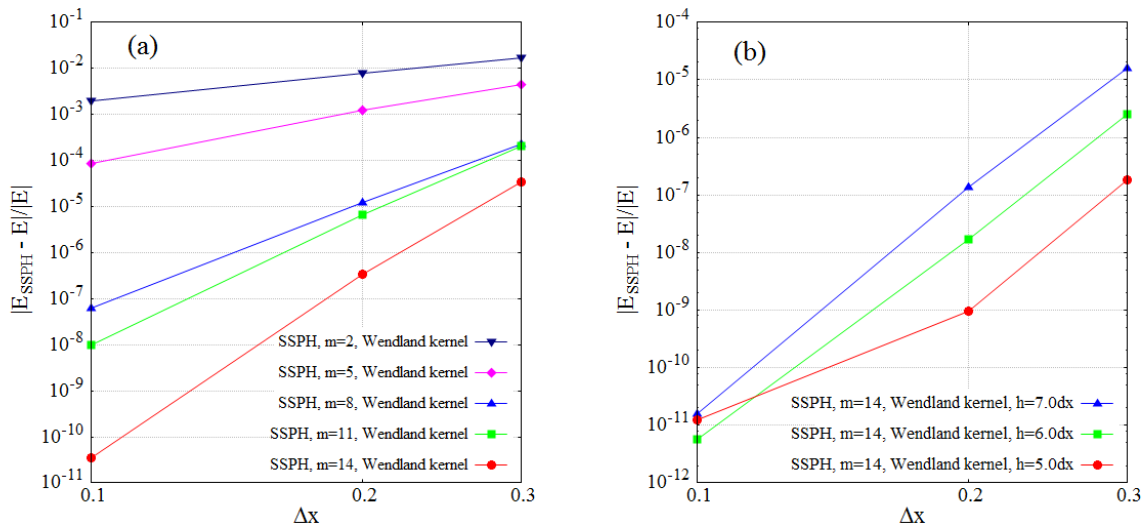 (a)
|E_SSPH - E|/|E|
10^-1
10^-2
10^-3
10^-4
10^-5
10^-6
10^-7
10^-8
10^-9
10^-10
10^-11
SSPH, m=2, Wendland kernel
SSPH, m=5, Wendland kernel
SSPH, m=8, Wendland kernel
SSPH, m=11, Wendland kernel
SSPH, m=14, Wendland kernel
0.1 0.2 0.3
Δx
(b)
|E_SSPH - E|/|E|
10^-4
10^-5
10^-6
10^-7
10^-8
10^-9
10^-10
10^-11
10^-12
SSPH, m=14, Wendland kernel, h=7.0dx
SSPH, m=14, Wendland kernel, h=6.0dx
SSPH, m=14, Wendland kernel, h=5.0dx
0.1 0.2 0.3
Δx